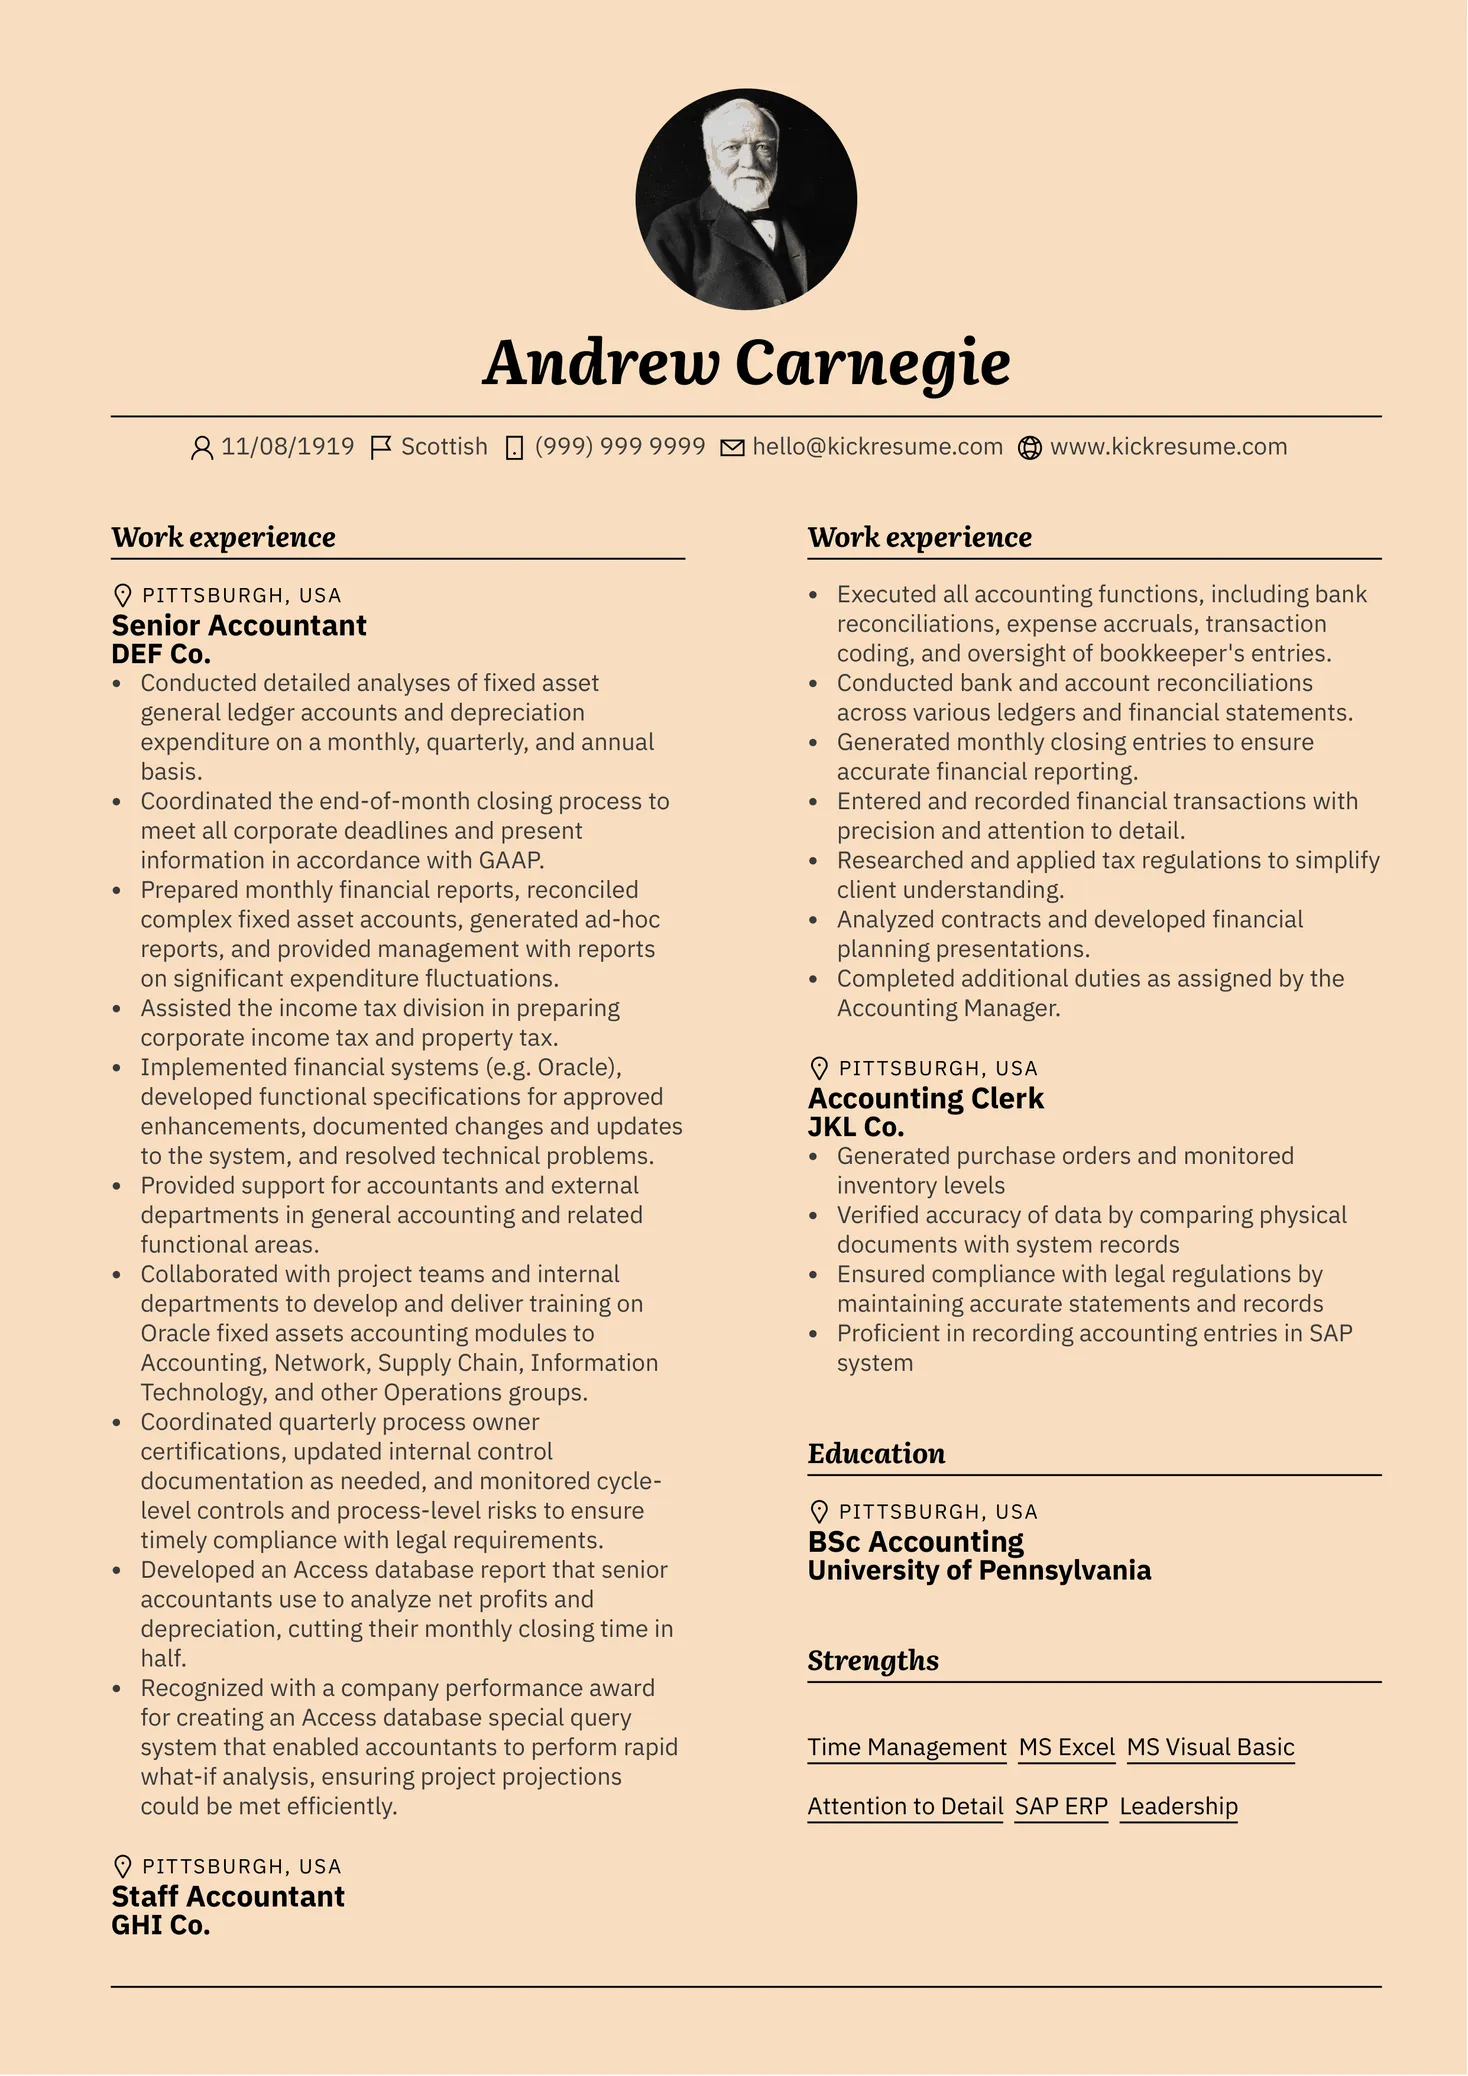 Andrew Carnegie
11/08/1919 Scottish (999) 999 9999 hello@kickresume.com www.kickresume.com
Work experience
PITTSBURGH, USA
Senior Accountant
DEF Co.
• Conducted detailed analyses of fixed asset
general ledger accounts and depreciation
expenditure on a monthly, quarterly, and annual
basis.
• Coordinated the end-of-month closing process to
meet all corporate deadlines and present
information in accordance with GAAP.
• Prepared monthly financial reports, reconciled
complex fixed asset accounts, generated ad-hoc
reports, and provided management with reports
on significant expenditure fluctuations.
• Assisted the income tax division in preparing
corporate income tax and property tax.
• Implemented financial systems (e.g. Oracle),
developed functional specifications for approved
enhancements, documented changes and updates
to the system, and resolved technical problems.
• Provided support for accountants and external
departments in general accounting and related
functional areas.
• Collaborated with project teams and internal
departments to develop and deliver training on
Oracle fixed assets accounting modules to
Accounting, Network, Supply Chain, Information
Technology, and other Operations groups.
• Coordinated quarterly process owner
certifications, updated internal control
documentation as needed, and monitored cycle-
level controls and process-level risks to ensure
timely compliance with legal requirements.
• Developed an Access database report that senior
accountants use to analyze net profits and
depreciation, cutting their monthly closing time in
half.
• Recognized with a company performance award
for creating an Access database special query
system that enabled accountants to perform rapid
what-if analysis, ensuring project projections
could be met efficiently.
PITTSBURGH, USA
Staff Accountant
GHI Co.
Work experience
• Executed all accounting functions, including bank
reconciliations, expense accruals, transaction
coding, and oversight of bookkeeper's entries.
• Conducted bank and account reconciliations
across various ledgers and financial statements.
• Generated monthly closing entries to ensure
accurate financial reporting.
• Entered and recorded financial transactions with
precision and attention to detail.
• Researched and applied tax regulations to simplify
client understanding.
• Analyzed contracts and developed financial
planning presentations.
• Completed additional duties as assigned by the
Accounting Manager.
PITTSBURGH, USA
Accounting Clerk
JKL Co.
• Generated purchase orders and monitored
inventory levels
• Verified accuracy of data by comparing physical
documents with system records
• Ensured compliance with legal regulations by
maintaining accurate statements and records
• Proficient in recording accounting entries in SAP
system
Education
PITTSBURGH, USA
BSc Accounting
University of Pennsylvania
Strengths
Time Management MS Excel MS Visual Basic
Attention to Detail SAP ERP Leadership